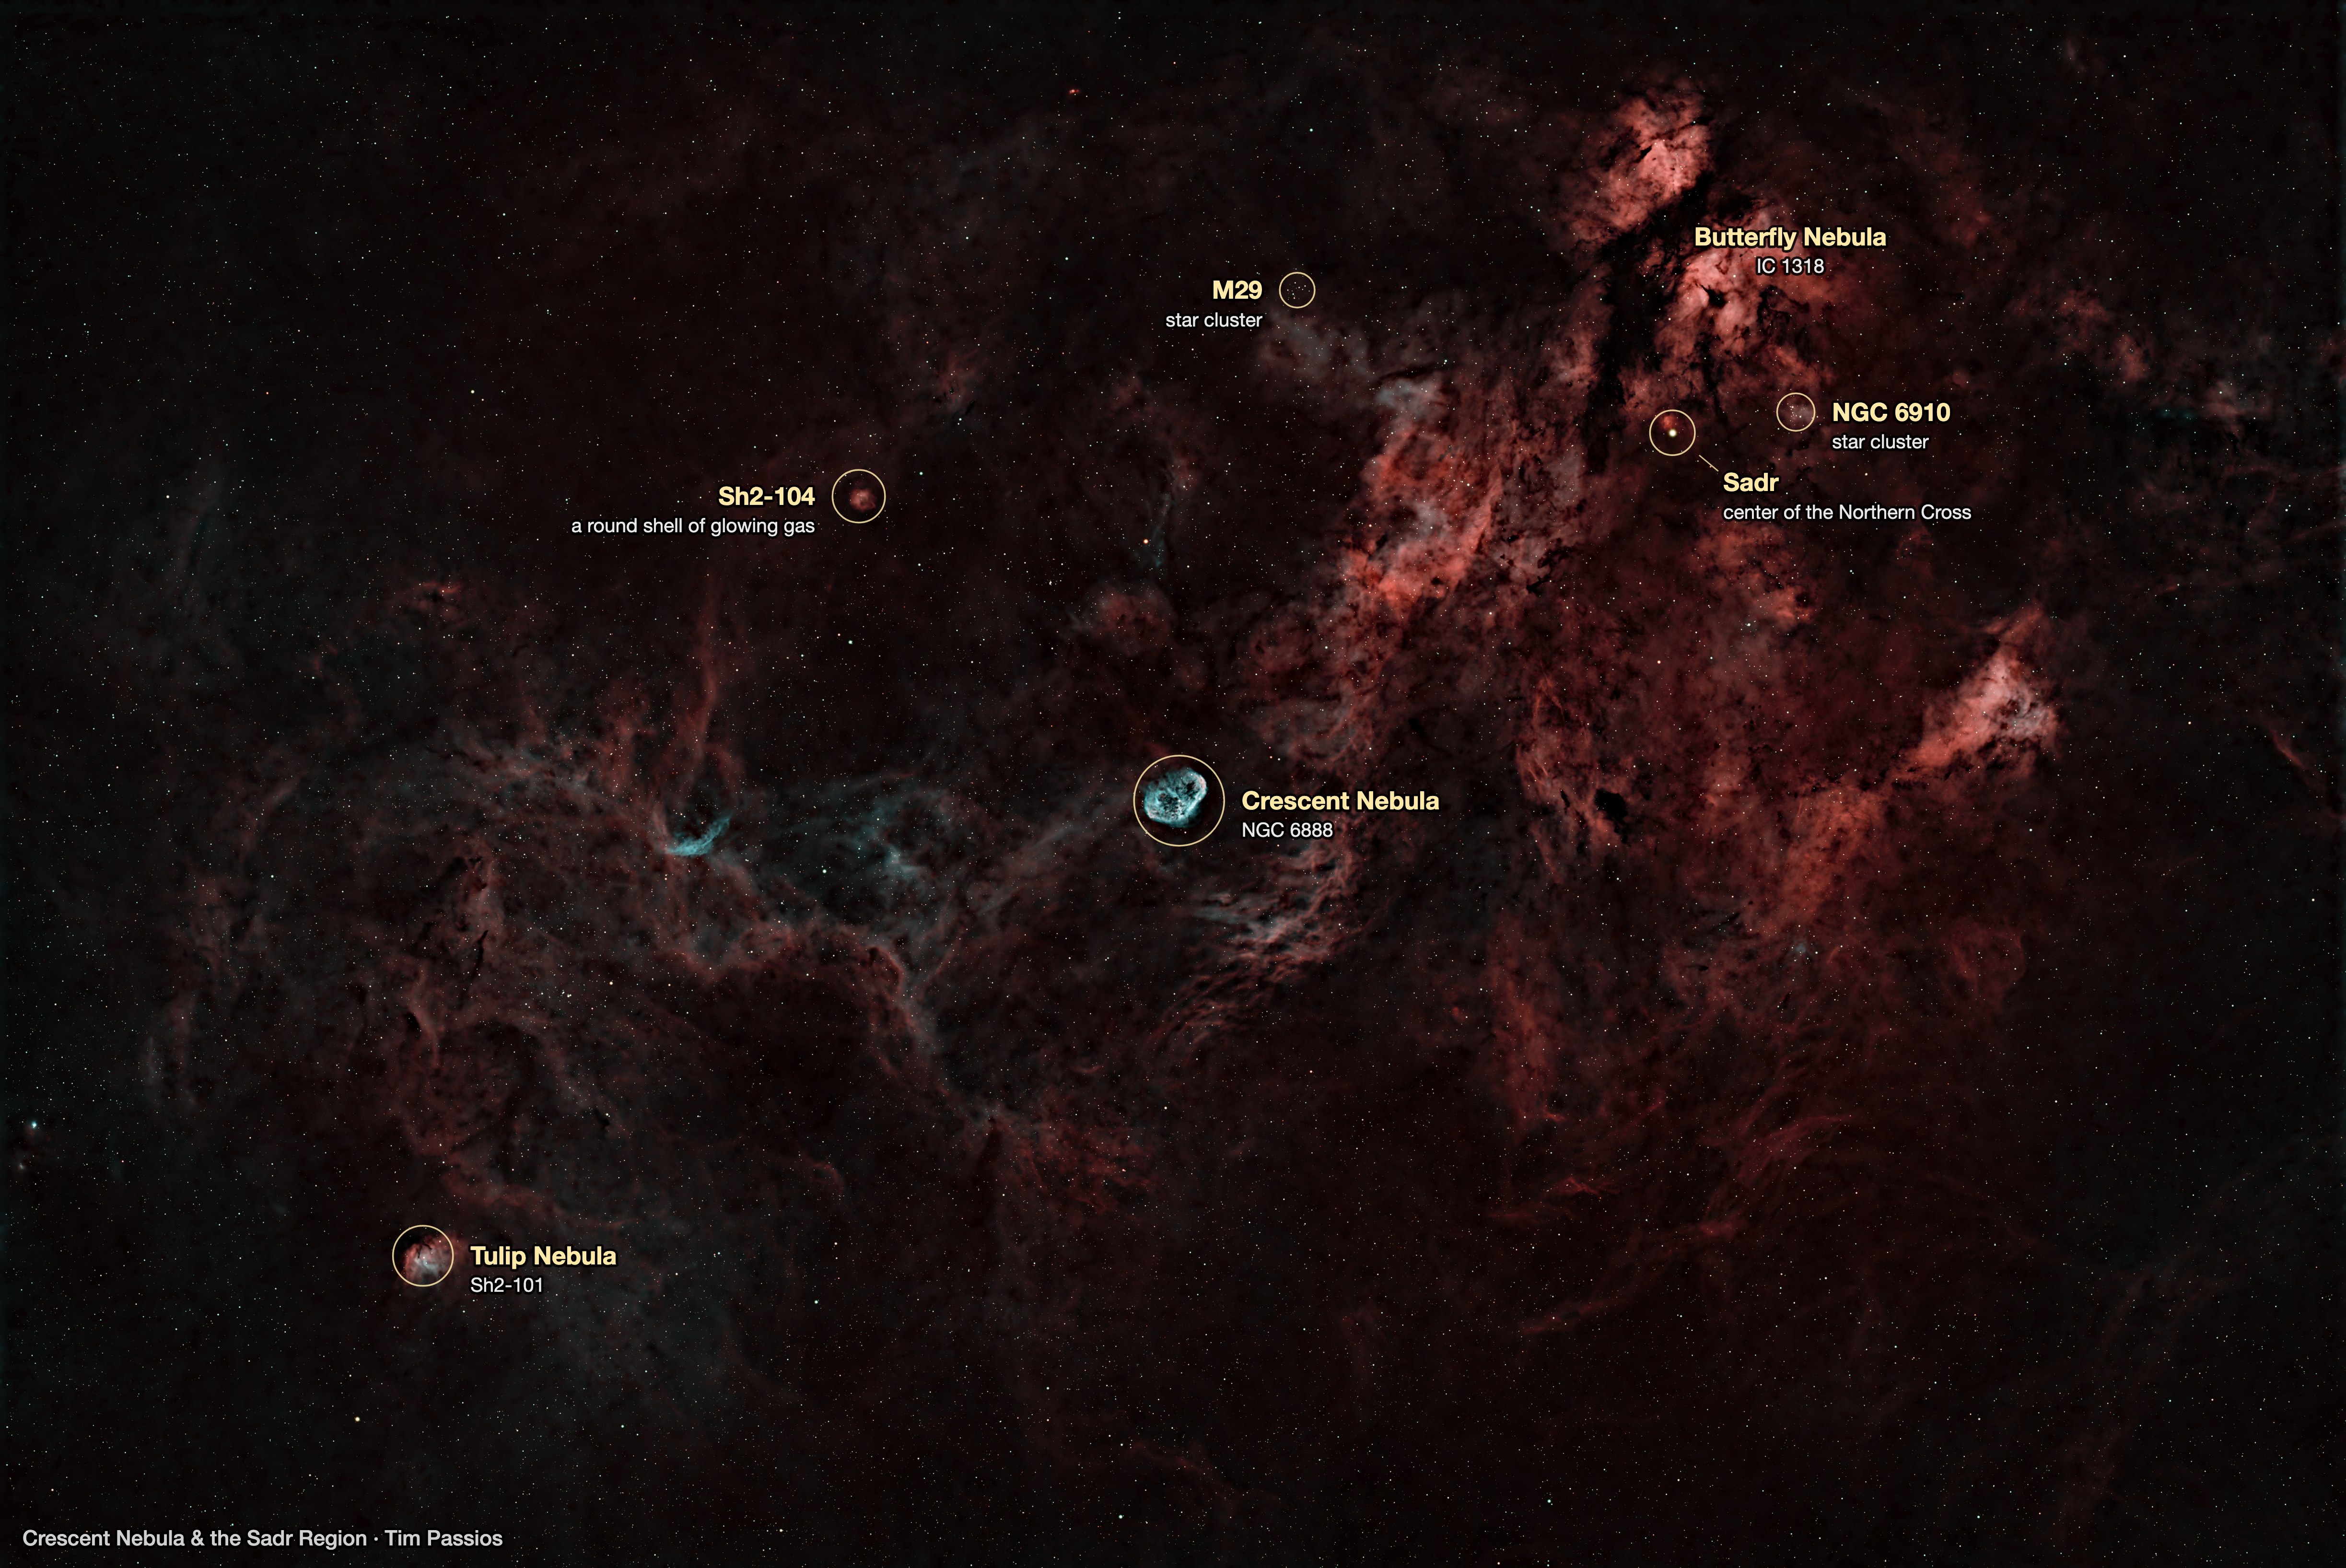 Butterfly Nebula
IC 1318
M29
star cluster
NGC 6910
star cluster
Sadr
center of the Northern Cross
Sh2-104
a round shell of glowing gas
Crescent Nebula
NGC 6888
Tulip Nebula
Sh2-101
Crescent Nebula & the Sadr Region · Tim Passios